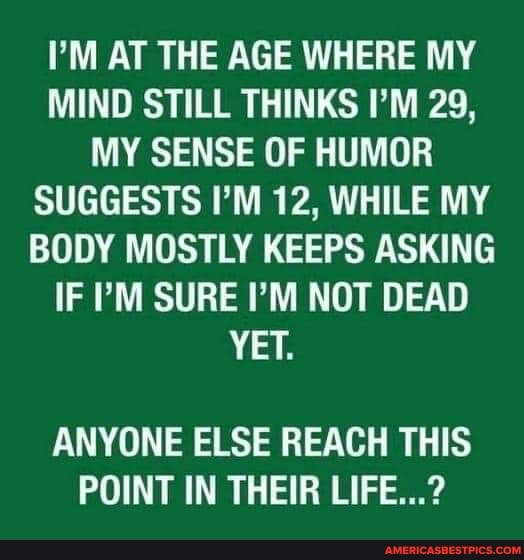 I'M AT THE AGE WHERE MY
MIND STILL THINKS I'M 29,
MY SENSE OF HUMOR
SUGGESTS I'M 12, WHILE MY
BODY MOSTLY KEEPS ASKING
IF I'M SURE I'M NOT DEAD
YET.
ANYONE ELSE REACH THIS
POINT IN THEIR LIFE...?
AMERICASBESTPICS.COM